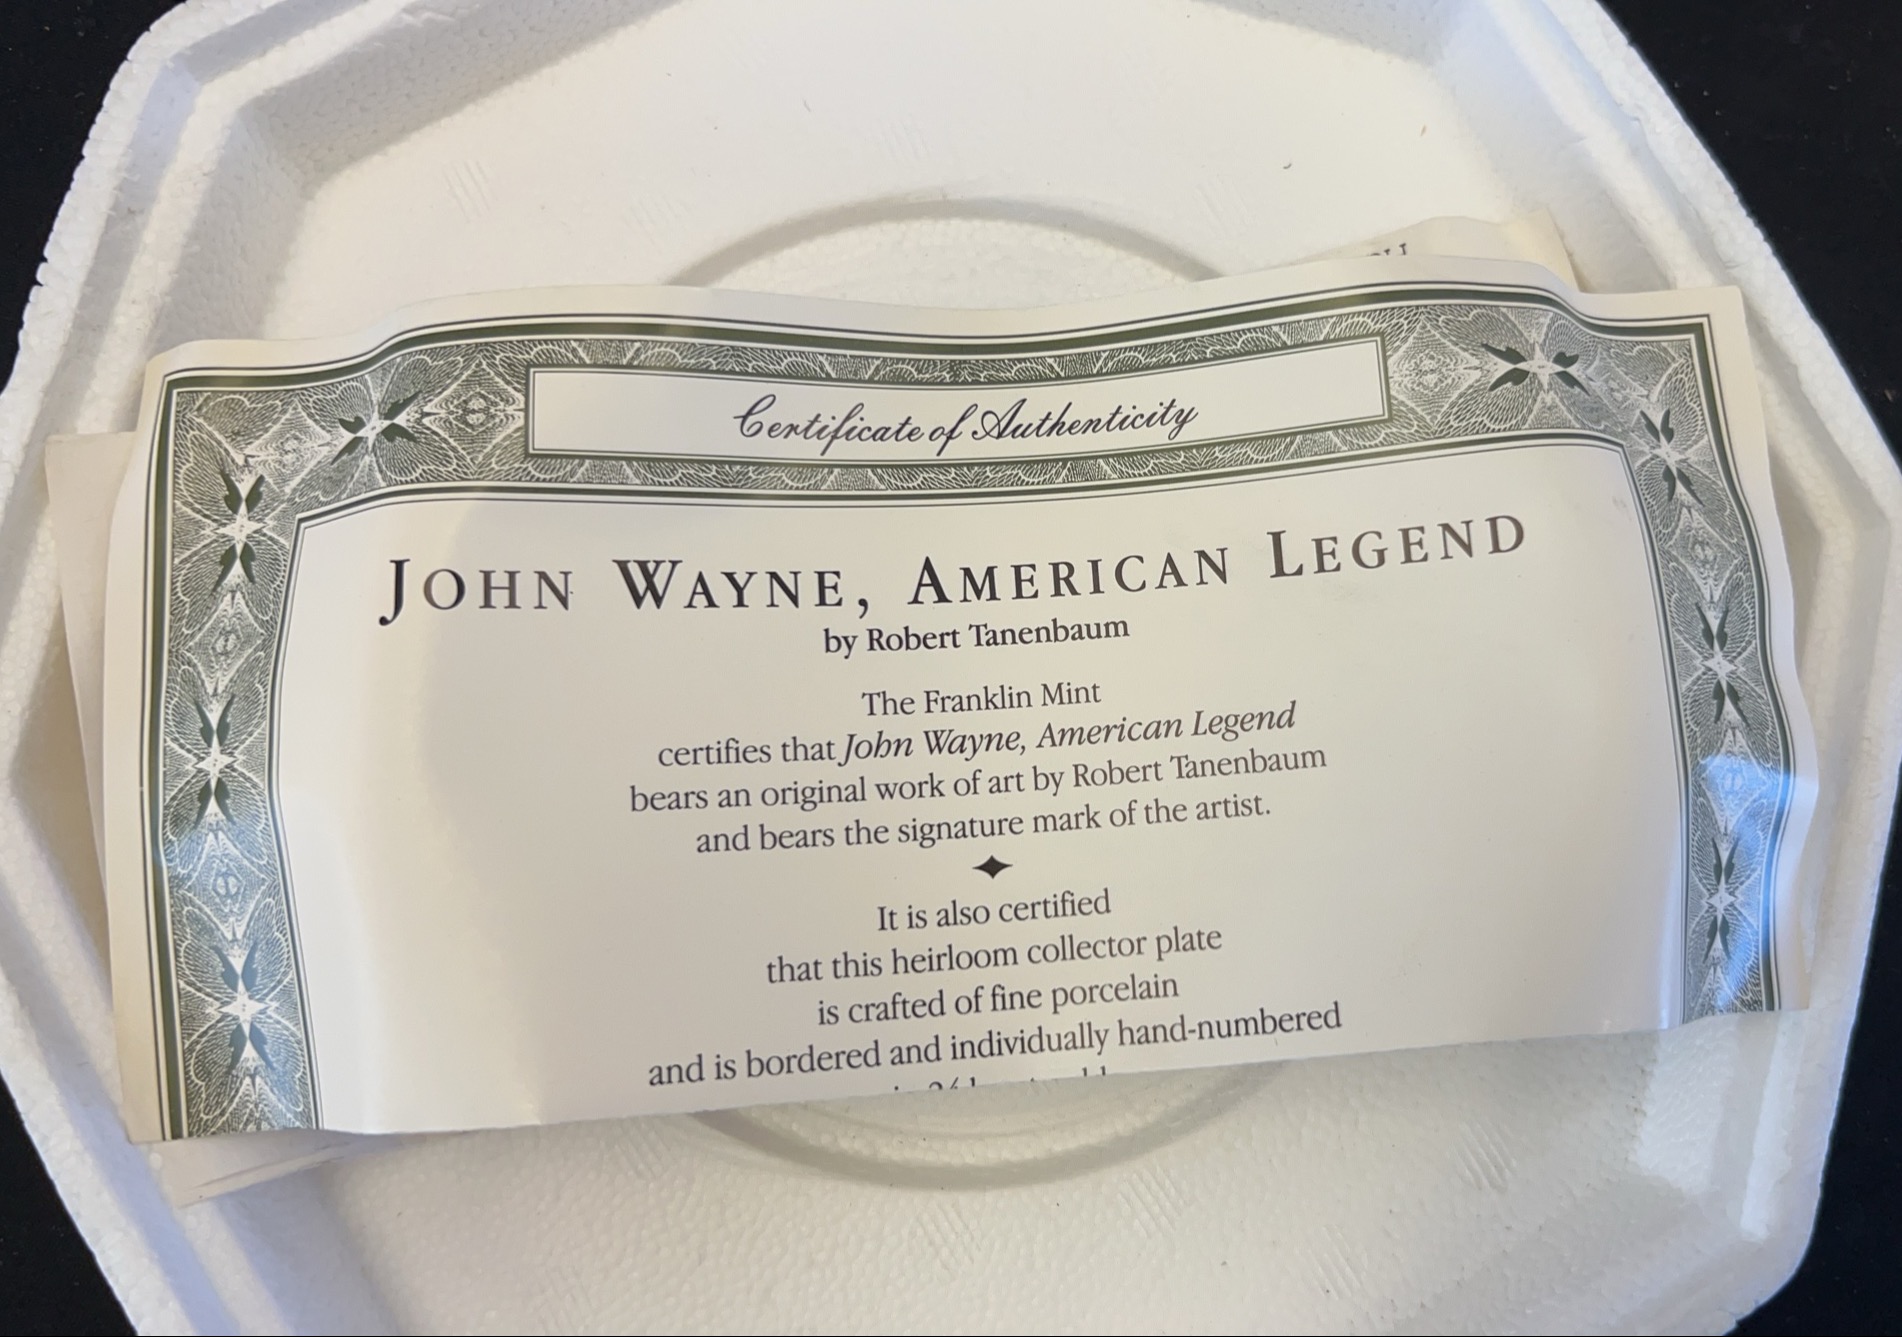 Certificate of Authenticity
JOHN WAYNE, AMERICAN LEGEND
by Robert Tanenbaum
The Franklin Mint
certifies that John Wayne, American Legend
bears an original work of art by Robert Tanenbaum
and bears the signature mark of the artist.
It is also certified
that this heirloom collector plate
is crafted of fine porcelain
and is bordered and individually hand-numbered